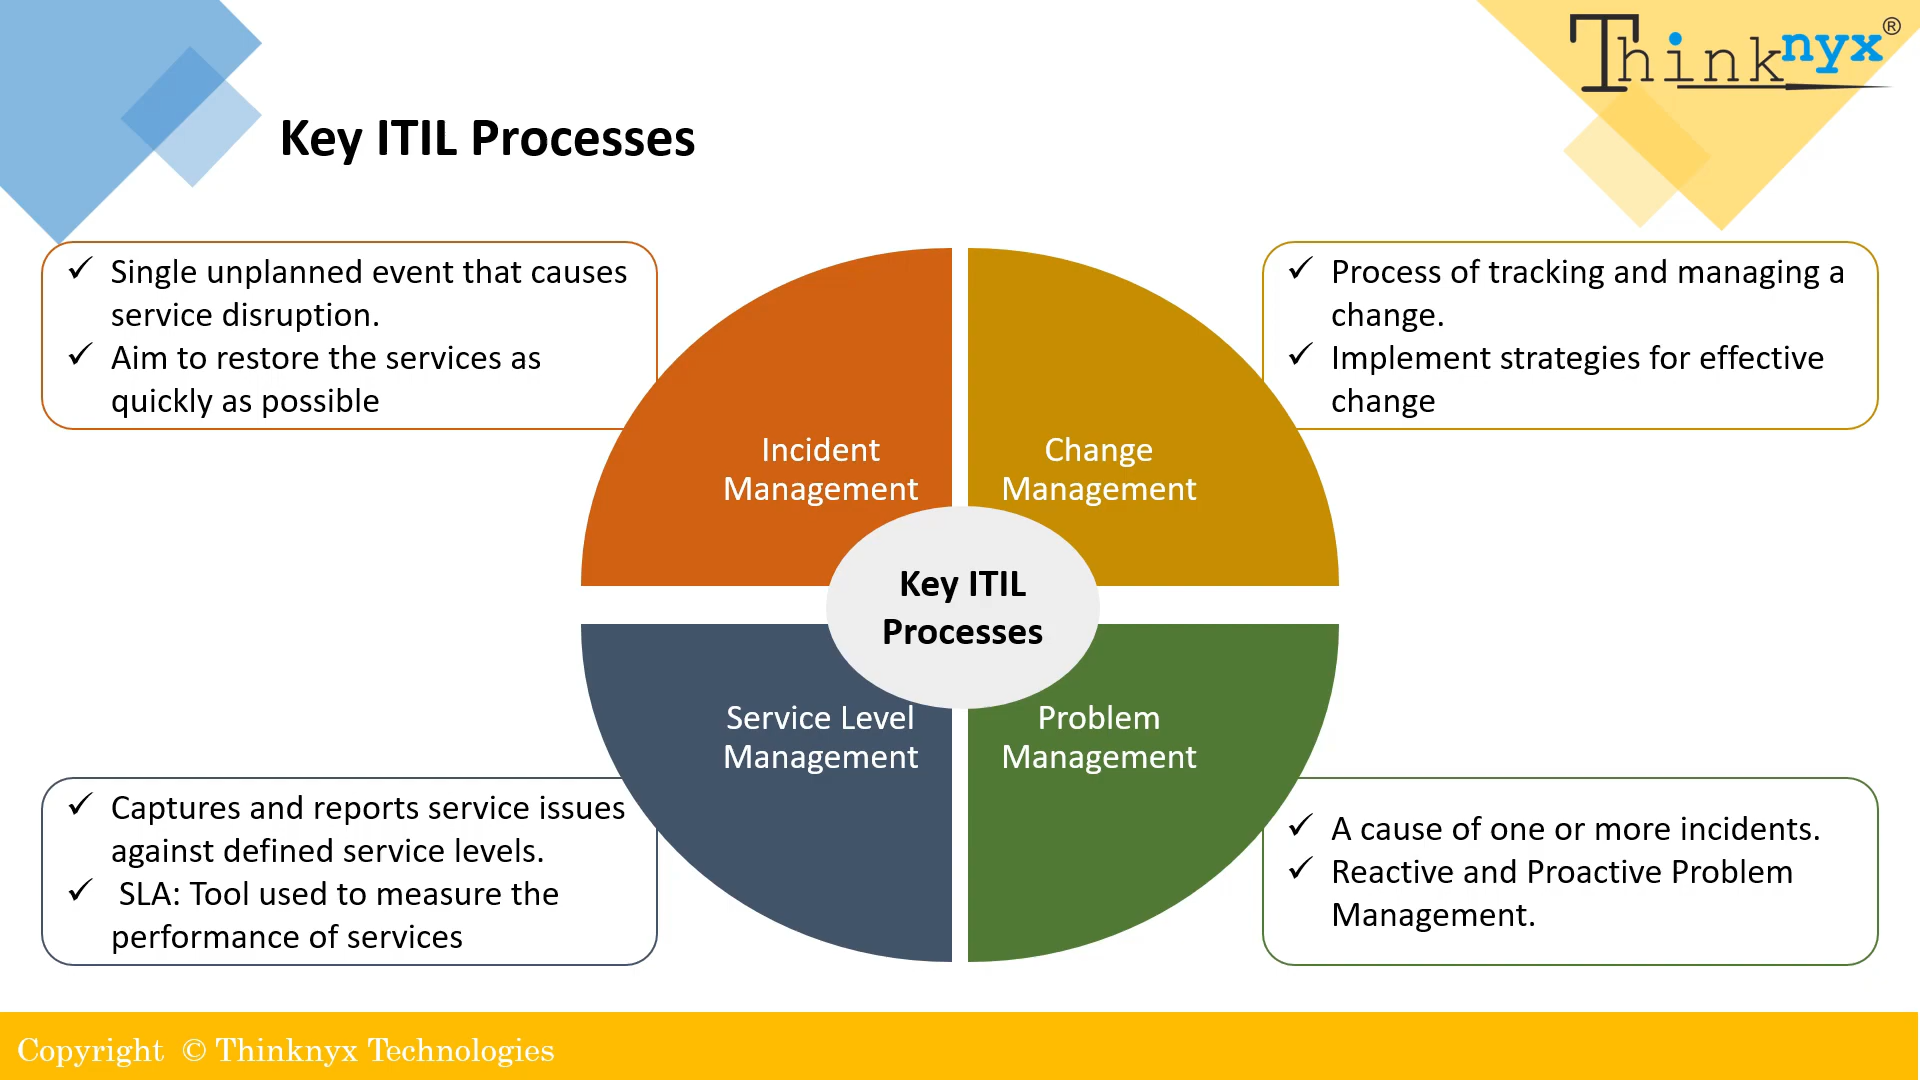 Thinknyx®
Key ITIL Processes
✓ Single unplanned event that causes
service disruption.
✓ Aim to restore the services as
quickly as possible
✓ Process of tracking and managing a
change.
✓ Implement strategies for effective
change
Incident
Management
Change
Management
Key ITIL
Processes
Service Level
Management
Problem
Management
✓ Captures and reports service issues
against defined service levels.
✓ SLA: Tool used to measure the
performance of services
✓ A cause of one or more incidents.
✓ Reactive and Proactive Problem
Management.
Copyright © Thinknyx Technologies